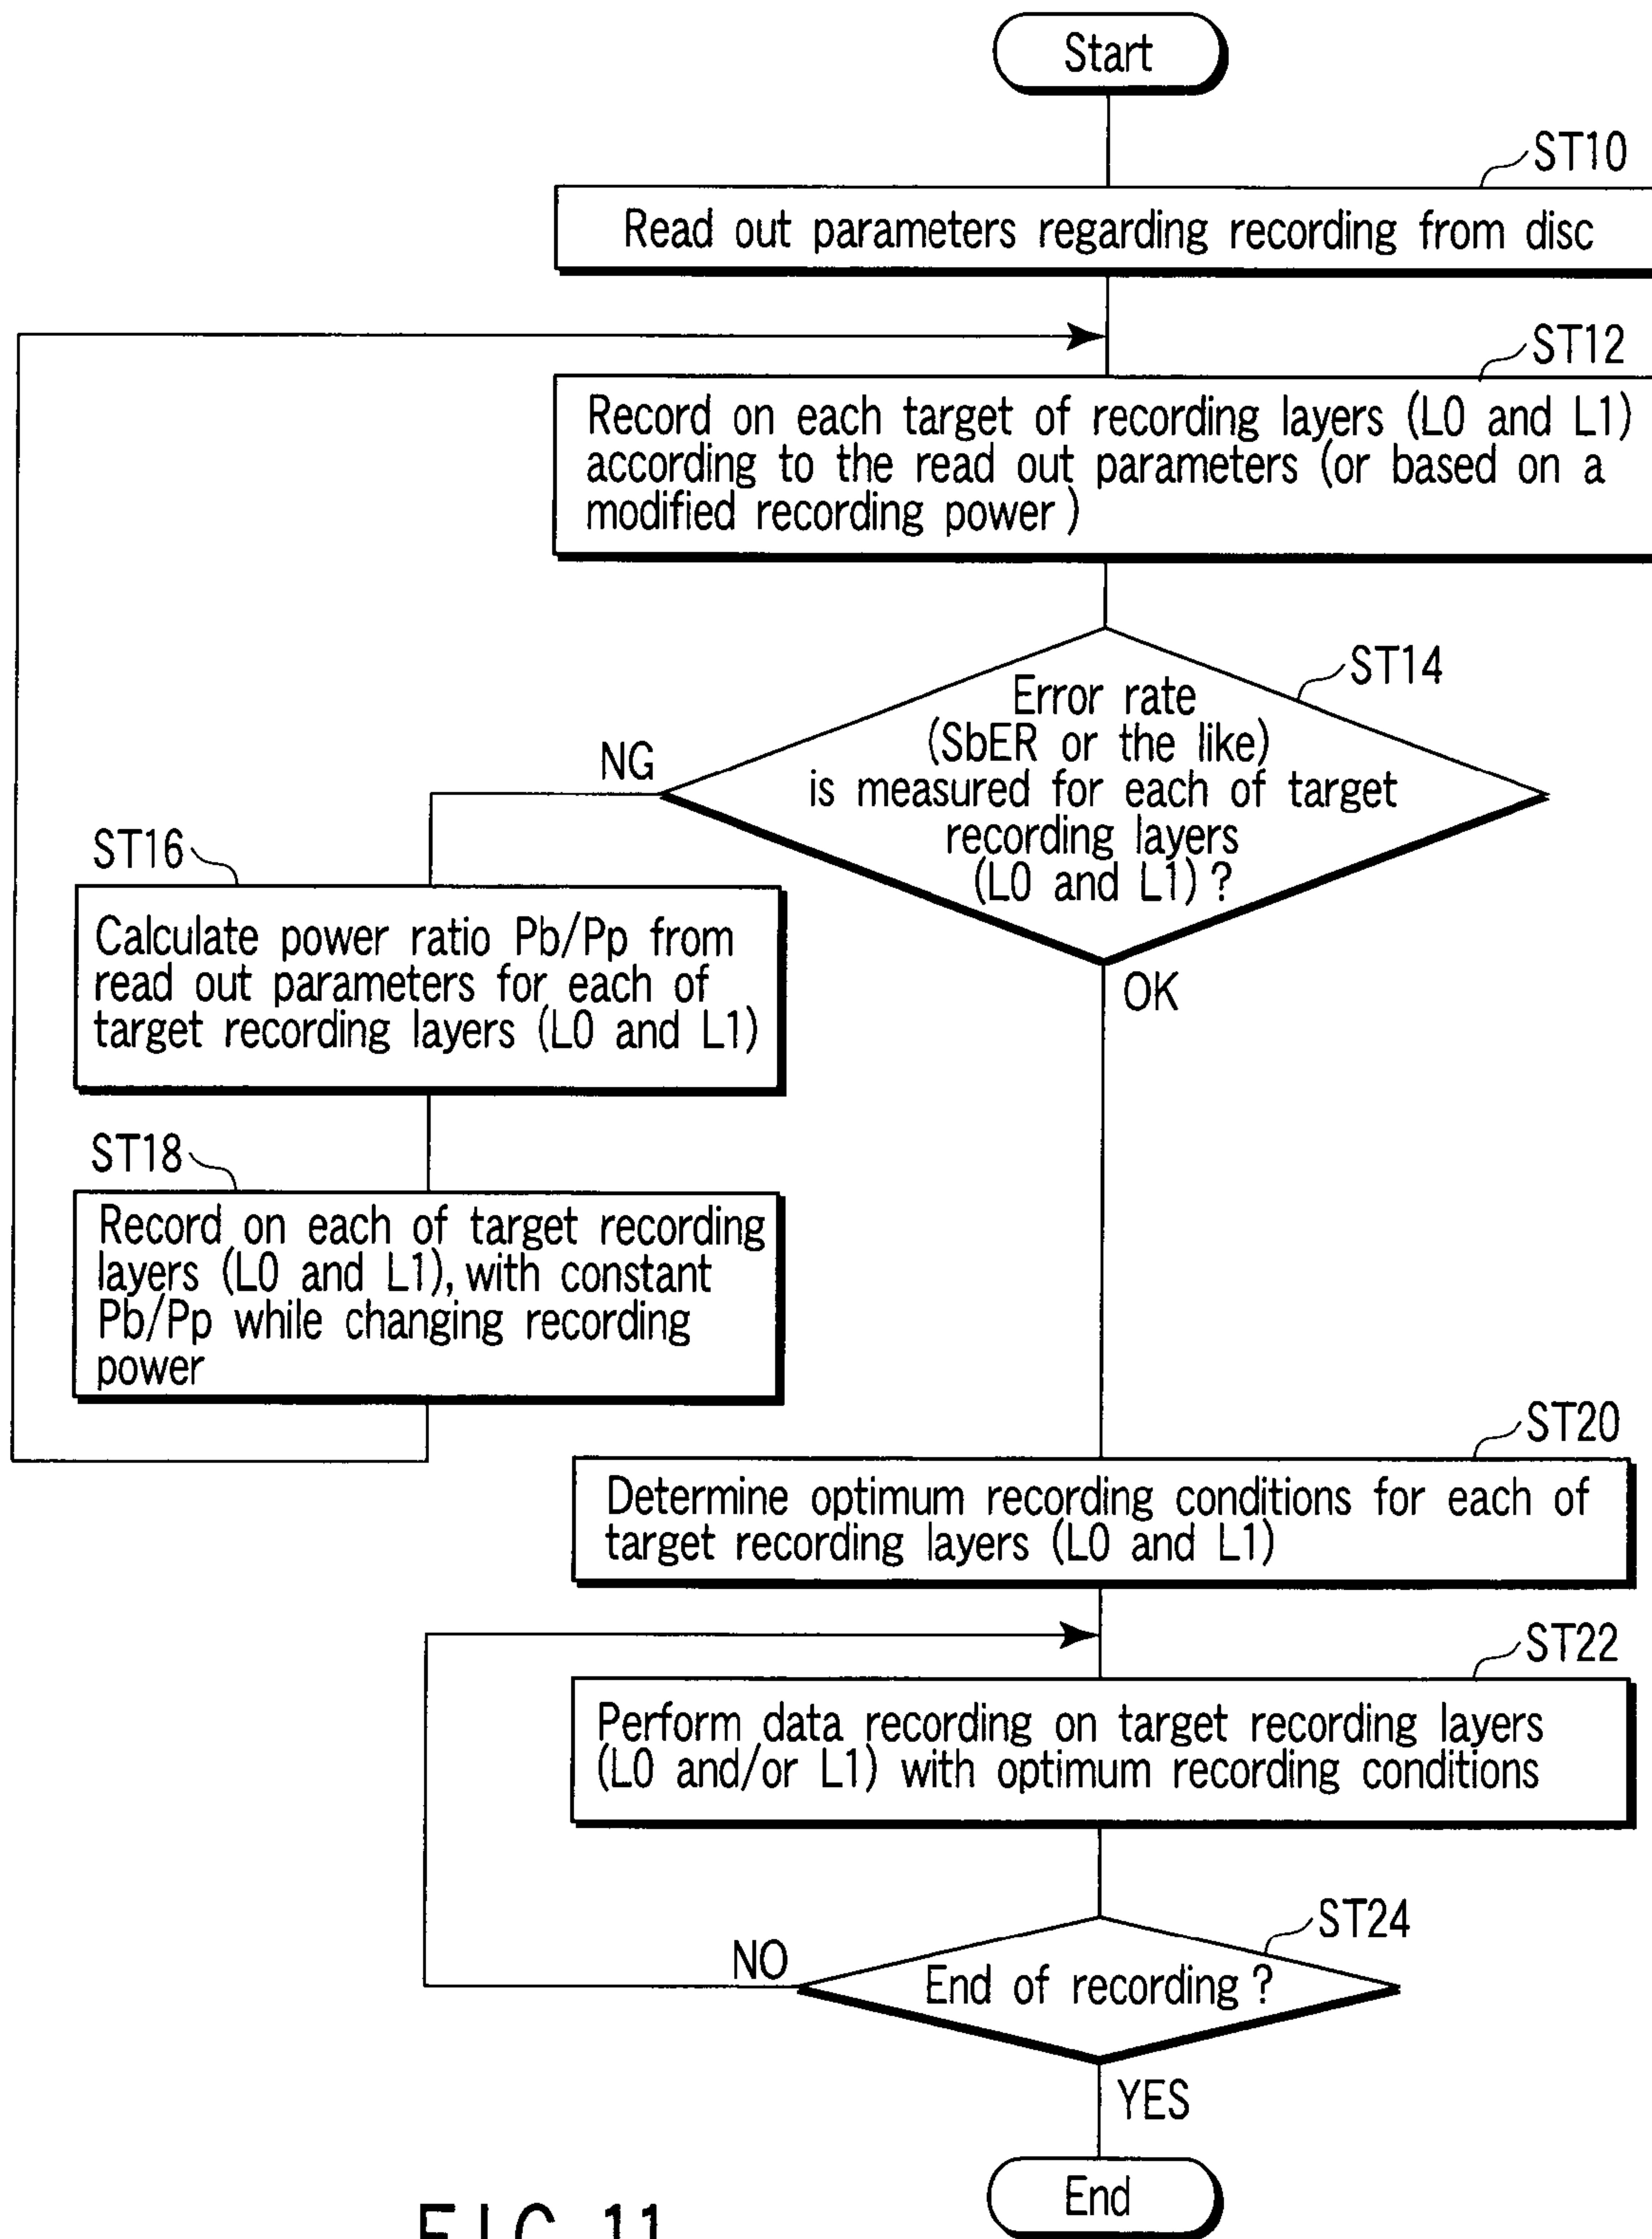 Start
ST10
Read out parameters regarding recording from disc
ST12
Record on each target of recording layers (L0 and L1)
according to the read out parameters (or based on a
modified recording power)
ST14
Error rate
(SbER or the like)
is measured for each of target
recording layers
(L0 and L1)?
NG
OK
ST16
Calculate power ratio Pb/Pp from
read out parameters for each of
target recording layers (L0 and L1)
ST18
Record on each of target recording
layers (L0 and L1), with constant
Pb/Pp while changing recording
power
ST20
Determine optimum recording conditions for each of
target recording layers (L0 and L1)
ST22
Perform data recording on target recording layers
(L0 and/or L1) with optimum recording conditions
ST24
End of recording?
NO
YES
End
FIG. 11